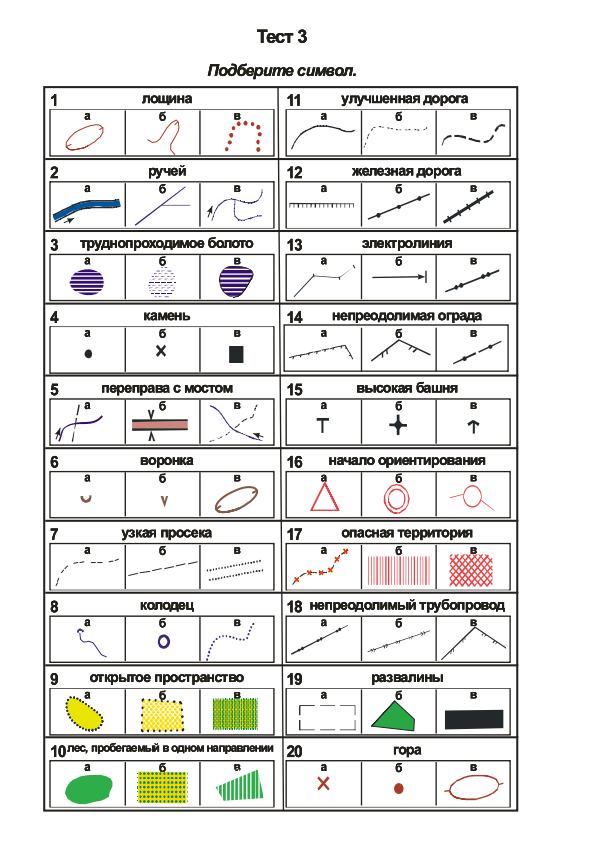 Тест 3
Подберите символ.
1 лощина
а б в
2 ручей
а б в
3 труднопроходимое болото
а б в
4 камень
а б в
5 переправа с мостом
а б в
6 воронка
а б в
7 узкая просека
а б в
8 колодец
а б в
9 открытое пространство
а б в
10 лес, пробегаемый в одном направлении
а б в
11 улучшенная дорога
а б в
12 железная дорога
а б в
13 электролиния
а б в
14 непреодолимая ограда
а б в
15 высокая башня
а б в
16 начало ориентирования
а б в
17 опасная территория
а б в
18 непреодолимый трубопровод
а б в
19 развалины
а б в
20 гора
а б в